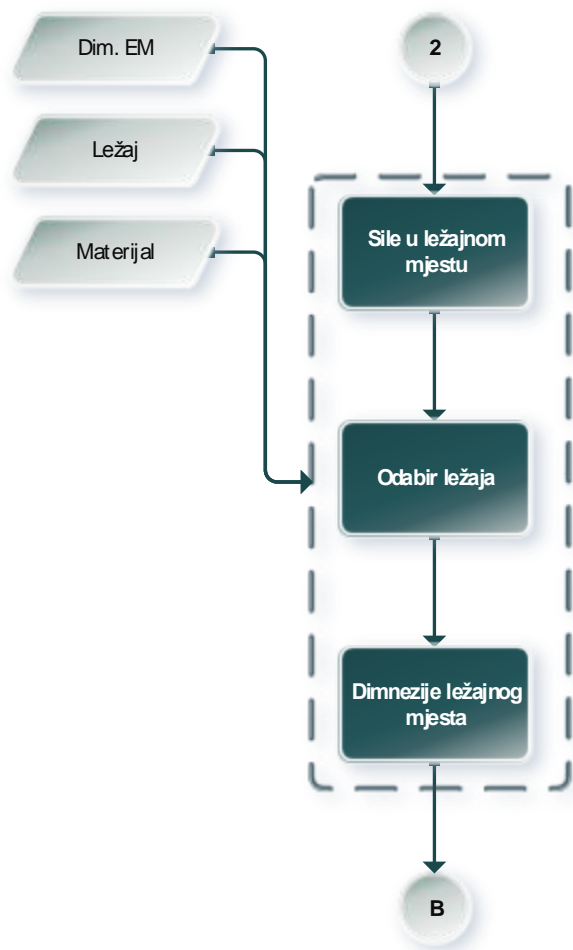 Dim. EM
2
Ležaj
Sile u ležajnom
mjestu
Materijal
Odabir ležaja
Dimnezije ležajnog
mjesta
B